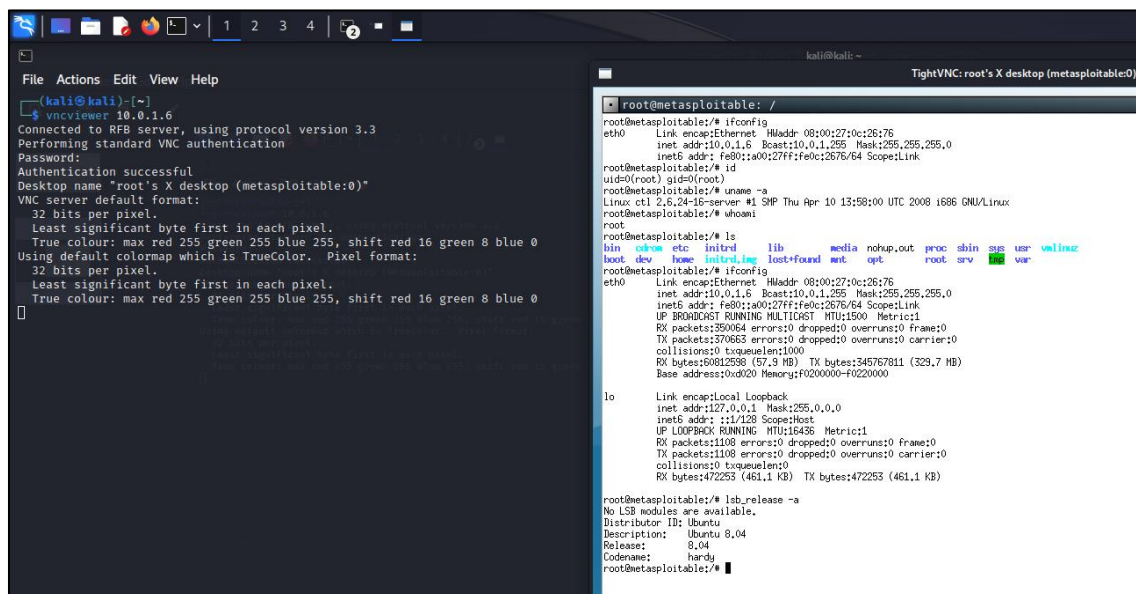 1 2 3 4 2
kali@kali: ~
File Actions Edit View Help
(kali㉿kali)-[~]
$ vncviewer 10.0.1.6
Connected to RFB server, using protocol version 3.3
Performing standard VNC authentication
Password:
Authentication successful
Desktop name "root's X desktop (metasploitable:0)"
VNC server default format:
32 bits per pixel.
Least significant byte first in each pixel.
True colour: max red 255 green 255 blue 255, shift red 16 green 8 blue 0
Using default colormap which is TrueColor. Pixel format:
32 bits per pixel.
Least significant byte first in each pixel.
True colour: max red 255 green 255 blue 255, shift red 16 green 8 blue 0
TightVNC: root's X desktop (metasploitable:0)
root@metasploitable: /
root@metasploitable:/# ifconfig
eth0 Link encap:Ethernet HWaddr 08:00:27:0c:26:76
inet addr:10.0.1.6 Bcast:10.0.1.255 Mask:255.255.255.0
inet6 addr: fe80::a00:27ff:fe0c:2676/64 Scope:Link
root@metasploitable:/# id
uid=0(root) gid=0(root)
root@metasploitable:/# uname -a
Linux ctl 2.6.24-16-server #1 SMP Thu Apr 10 13:58:00 UTC 2008 i686 GNU/Linux
root@metasploitable:/# whoami
root
root@metasploitable:/# ls
bin cdrom etc initrd lib media nohup.out proc sbin sys usr vmlinuz
boot dev home initrd.img lost+found mnt opt root srv tmp var
root@metasploitable:/# ifconfig
eth0 Link encap:Ethernet HWaddr 08:00:27:0c:26:76
inet addr:10.0.1.6 Bcast:10.0.1.255 Mask:255.255.255.0
inet6 addr: fe80::a00:27ff:fe0c:2676/64 Scope:Link
UP BROADCAST RUNNING MULTICAST MTU:1500 Metric:1
RX packets:350064 errors:0 dropped:0 overruns:0 frame:0
TX packets:370663 errors:0 dropped:0 overruns:0 carrier:0
collisions:0 txqueuelen:1000
RX bytes:60812598 (57.9 MB) TX bytes:345767811 (329.7 MB)
Base address:0xd020 Memory:f0200000-f0220000
lo Link encap:Local Loopback
inet addr:127.0.0.1 Mask:255.0.0.0
inet6 addr: ::1/128 Scope:Host
UP LOOPBACK RUNNING MTU:16436 Metric:1
RX packets:1108 errors:0 dropped:0 overruns:0 frame:0
TX packets:1108 errors:0 dropped:0 overruns:0 carrier:0
collisions:0 txqueuelen:0
RX bytes:472253 (461.1 KB) TX bytes:472253 (461.1 KB)
root@metasploitable:/# lsb_release -a
No LSB modules are available.
Distributor ID: Ubuntu
Description: Ubuntu 8.04
Release: 8.04
Codename: hardy
root@metasploitable:/#